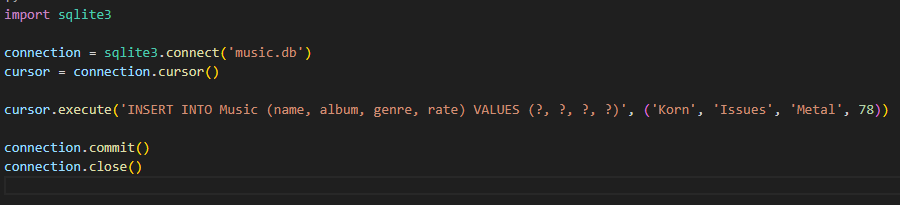 import sqlite3
connection = sqlite3.connect('music.db')
cursor = connection.cursor()
cursor.execute('INSERT INTO Music (name, album, genre, rate) VALUES (?, ?, ?, ?)', ('Korn', 'Issues', 'Metal', 78))
connection.commit()
connection.close()